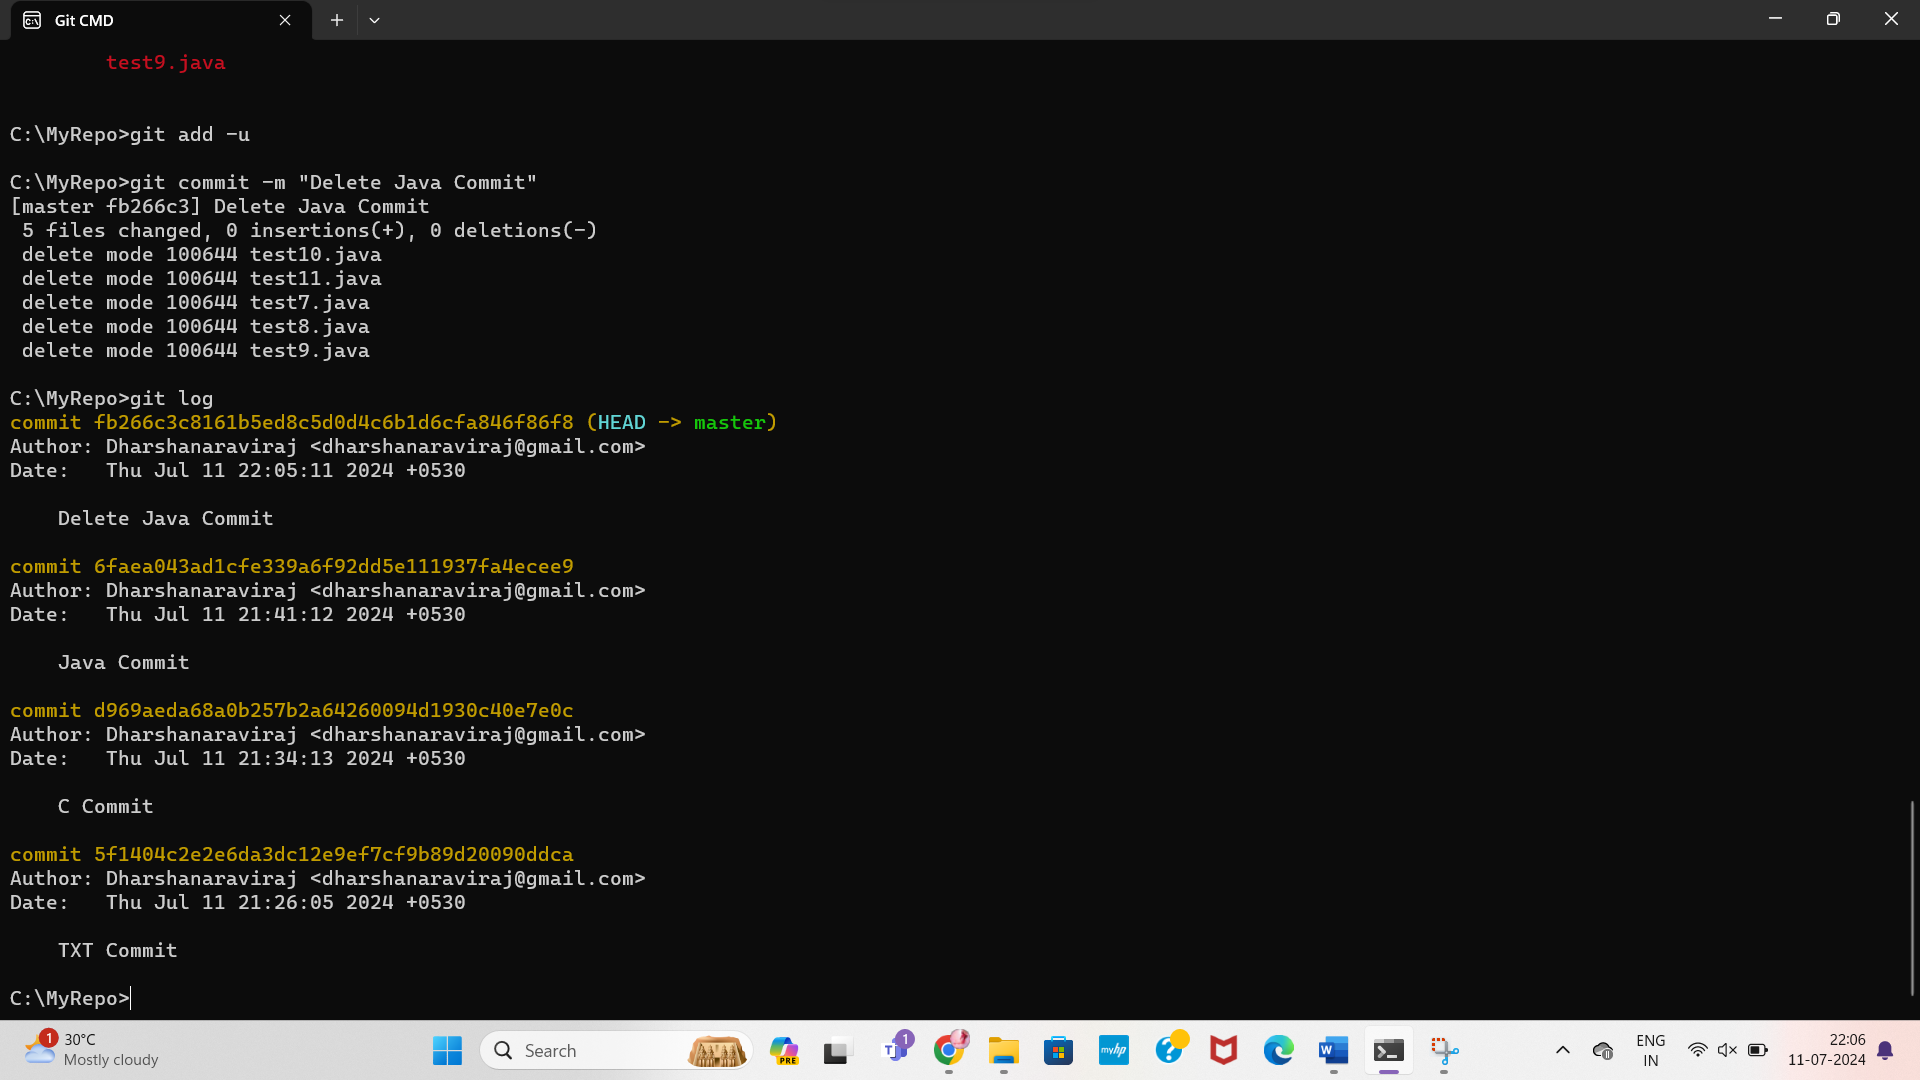 Git CMD
test9.java
C:\MyRepo>git add -u
C:\MyRepo>git commit -m "Delete Java Commit"
[master fb266c3] Delete Java Commit
5 files changed, 0 insertions(+), 0 deletions(-)
delete mode 100644 test10.java
delete mode 100644 test11.java
delete mode 100644 test7.java
delete mode 100644 test8.java
delete mode 100644 test9.java
C:\MyRepo>git log
commit fb266c3c8161b5ed8c5d0d4c6b1d6cfa846f86f8 (HEAD -> master)
Author: Dharshanaraviraj <dharshanaraviraj@gmail.com>
Date:   Thu Jul 11 22:05:11 2024 +0530
Delete Java Commit
commit 6faea043ad1cfe339a6f92dd5e111937fa4ecee9
Author: Dharshanaraviraj <dharshanaraviraj@gmail.com>
Date:   Thu Jul 11 21:41:12 2024 +0530
Java Commit
commit d969aeda68a0b257b2a64260094d1930c40e7e0c
Author: Dharshanaraviraj <dharshanaraviraj@gmail.com>
Date:   Thu Jul 11 21:34:13 2024 +0530
C Commit
commit 5f1404c2e2e6da3dc12e9ef7cf9b89d20090ddca
Author: Dharshanaraviraj <dharshanaraviraj@gmail.com>
Date:   Thu Jul 11 21:26:05 2024 +0530
TXT Commit
C:\MyRepo>
1
30°C
Mostly cloudy
Search
PRE
1
myhp
ENG
IN
22:06
11-07-2024